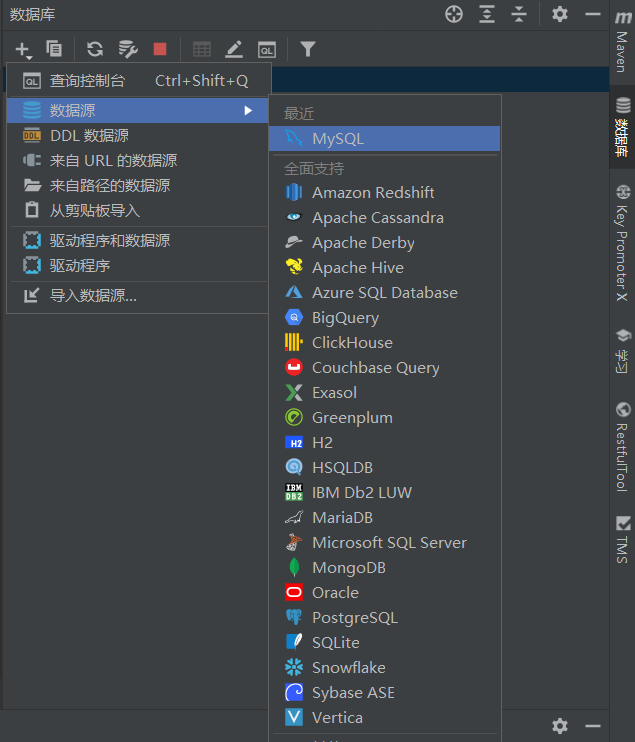 数据库
查询控制台 Ctrl+Shift+Q
数据源
DDL 数据源
来自 URL 的数据源
来自路径的数据源
从剪贴板导入
驱动程序和数据源
驱动程序
导入数据源...
最近
MySQL
全面支持
Amazon Redshift
Apache Cassandra
Apache Derby
Apache Hive
Azure SQL Database
BigQuery
ClickHouse
Couchbase Query
Exasol
Greenplum
H2
HSQLDB
IBM Db2 LUW
MariaDB
Microsoft SQL Server
MongoDB
Oracle
PostgreSQL
SQLite
Snowflake
Sybase ASE
Vertica
Maven
数据库
Key Promoter X
学习
RestfulTool
TMS